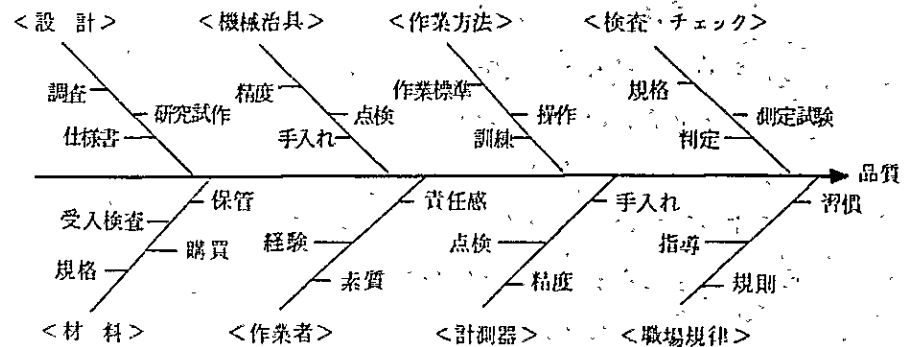 ＜設　計＞
＜機械治具＞
＜作業方法＞
＜検査・チェック＞
調査
研究試作
仕様書
精度
点検
手入れ
作業標準
操作
訓練
規格
測定試験
判定
品質
保管
受入検査
購買
規格
責任感
経験
素質
手入れ
点検
精度
習慣
指導
規則
＜材　料＞
＜作業者＞
＜計測器＞
＜職場規律＞